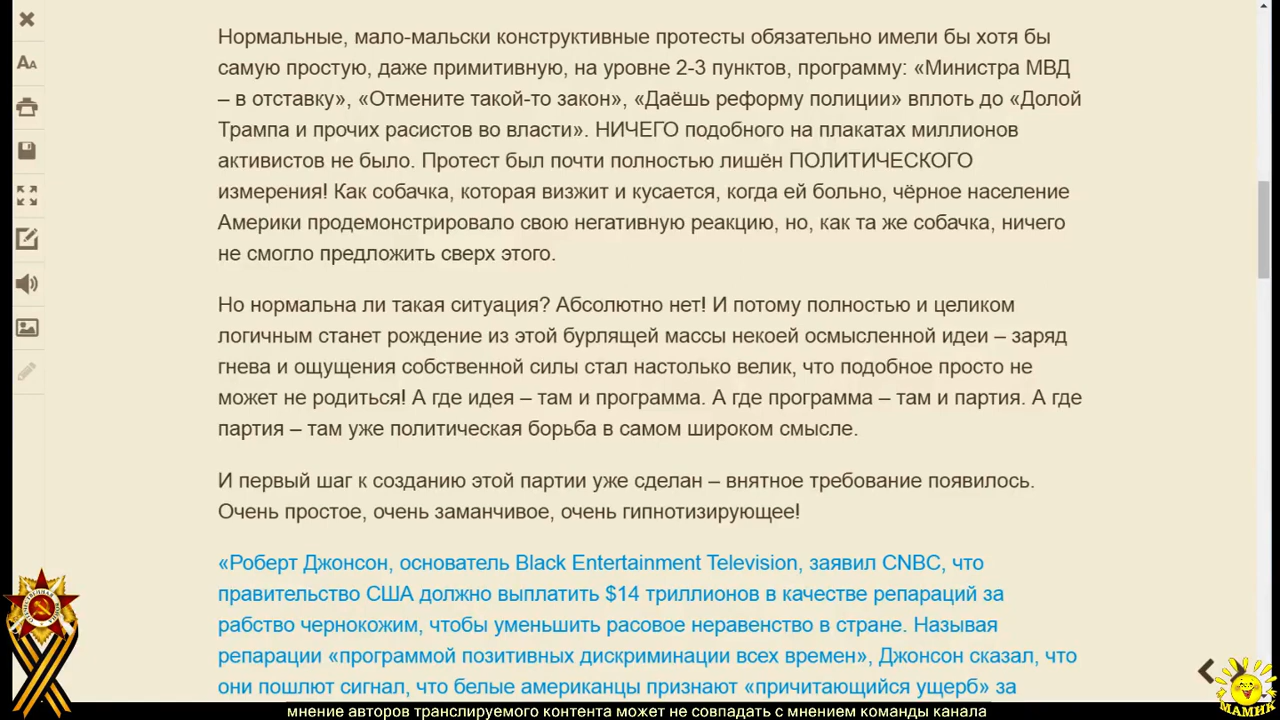 Нормальные, мало-мальски конструктивные протесты обязательно имели бы хотя бы
самую простую, даже примитивную, на уровне 2-3 пунктов, программу: «Министра МВД
– в отставку», «Отмените такой-то закон», «Даёшь реформу полиции» вплоть до «Долой
Трампа и прочих расистов во власти». НИЧЕГО подобного на плакатах миллионов
активистов не было. Протест был почти полностью лишён ПОЛИТИЧЕСКОГО
измерения! Как собачка, которая визжит и кусается, когда ей больно, чёрное население
Америки продемонстрировало свою негативную реакцию, но, как та же собачка, ничего
не смогло предложить сверх этого.
Но нормальна ли такая ситуация? Абсолютно нет! И потому полностью и целиком
логичным станет рождение из этой бурлящей массы некоей осмысленной идеи – заряд
гнева и ощущения собственной силы стал настолько велик, что подобное просто не
может не родиться! А где идея – там и программа. А где программа – там и партия. А где
партия – там уже политическая борьба в самом широком смысле.
И первый шаг к созданию этой партии уже сделан – внятное требование появилось.
Очень простое, очень заманчивое, очень гипнотизирующее!
«Роберт Джонсон, основатель Black Entertainment Television, заявил CNBC, что
правительство США должно выплатить $14 триллионов в качестве репараций за
рабство чернокожим, чтобы уменьшить расовое неравенство в стране. Называя
репарации «программой позитивных дискриминации всех времен», Джонсон сказал, что
они пошлют сигнал, что белые американцы признают «причитающийся ущерб» за
мнение авторов транслируемого контента может не совпадать с мнением команды канала
МАМИК